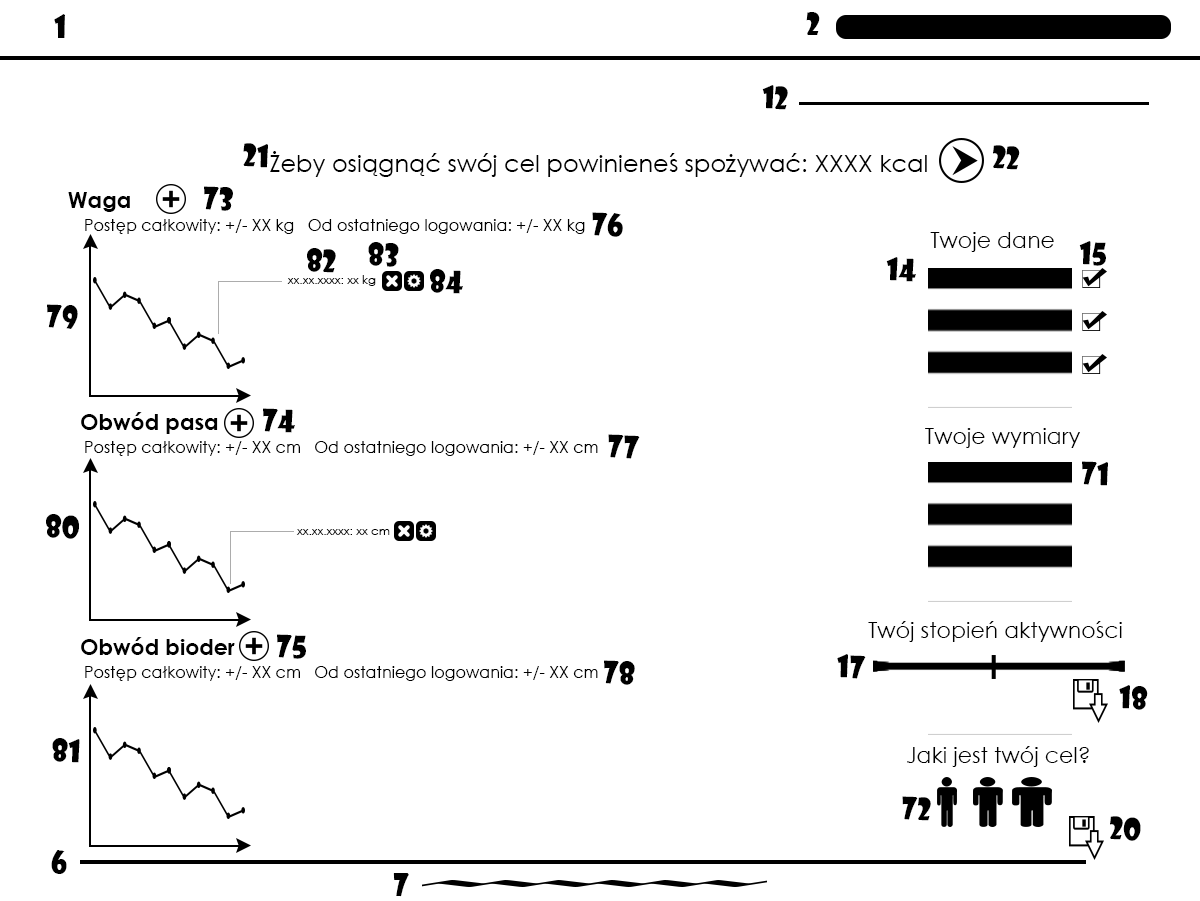 1
2
12
21 Żeby osiągnąć swój cel powinieneś spożywać: XXXX kcal 22
Waga 73
Postęp całkowity: +/- XX kg Od ostatniego logowania: +/- XX kg 76
82 83
xx.xx.xxxx: xx kg 84
79
Obwód pasa 74
Postęp całkowity: +/- XX cm Od ostatniego logowania: +/- XX cm 77
80
xx.xx.xxxx: xx cm
Obwód bioder 75
Postęp całkowity: +/- XX cm Od ostatniego logowania: +/- XX cm 78
81
Twoje dane
14 15
Twoje wymiary
71
Twój stopień aktywności
17
18
Jaki jest twój cel?
72
20
6
7